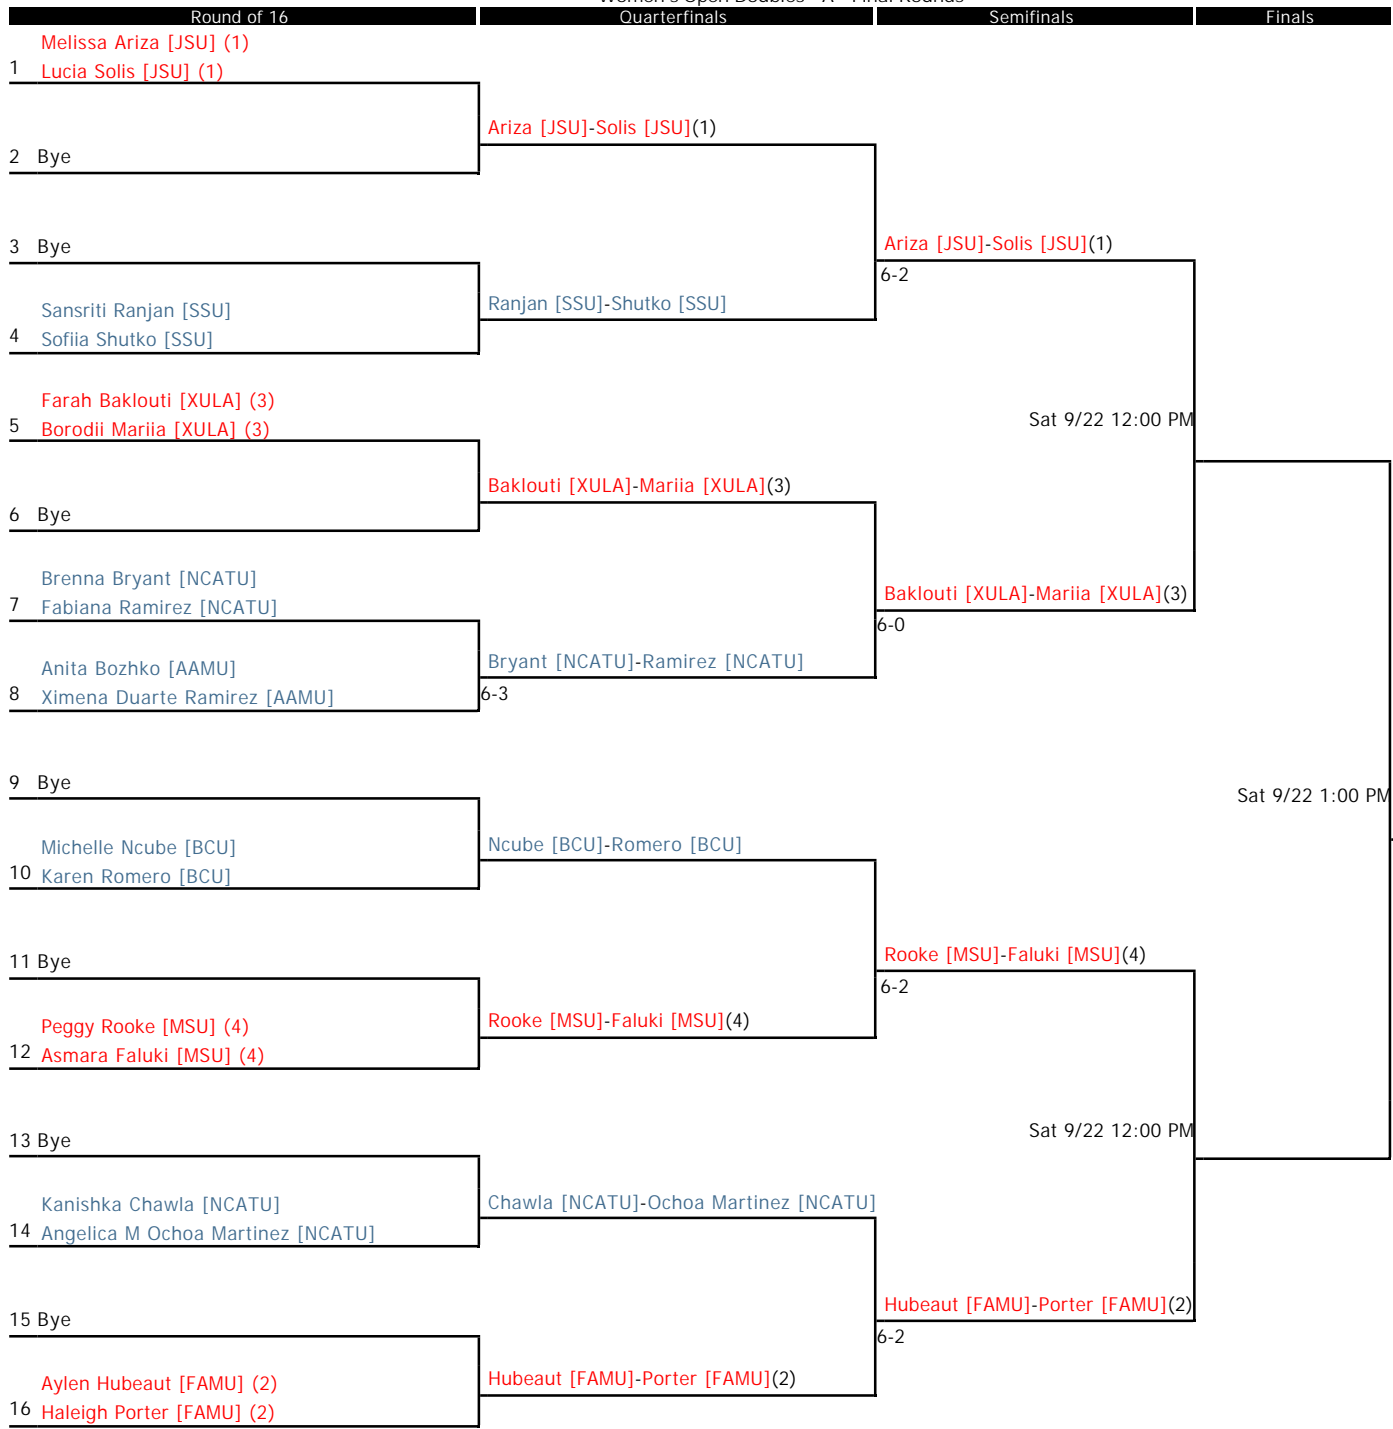 Women's Open Doubles - A - Final Rounds
Round of 16 Quarterfinals Semifinals Finals
Melissa Ariza [JSU] (1)
1 Lucia Solis [JSU] (1)
Ariza [JSU]-Solis [JSU](1)
2 Bye
3 Bye
Ariza [JSU]-Solis [JSU](1)
6-2
Sansriti Ranjan [SSU]
Ranjan [SSU]-Shutko [SSU]
4 Sofiia Shutko [SSU]
Farah Baklouti [XULA] (3)
5 Borodii Mariia [XULA] (3)
Sat 9/22 12:00 PM
Baklouti [XULA]-Mariia [XULA](3)
6 Bye
Brenna Bryant [NCATU]
7 Fabiana Ramirez [NCATU]
Baklouti [XULA]-Mariia [XULA](3)
6-0
Anita Bozhko [AAMU]
Bryant [NCATU]-Ramirez [NCATU]
8 Ximena Duarte Ramirez [AAMU]
6-3
9 Bye
Sat 9/22 1:00 PM
Michelle Ncube [BCU]
Ncube [BCU]-Romero [BCU]
10 Karen Romero [BCU]
11 Bye
Rooke [MSU]-Faluki [MSU](4)
6-2
Peggy Rooke [MSU] (4)
Rooke [MSU]-Faluki [MSU](4)
12 Asmara Faluki [MSU] (4)
13 Bye
Sat 9/22 12:00 PM
Kanishka Chawla [NCATU]
Chawla [NCATU]-Ochoa Martinez [NCATU]
14 Angelica M Ochoa Martinez [NCATU]
15 Bye
Hubeaut [FAMU]-Porter [FAMU](2)
6-2
Aylen Hubeaut [FAMU] (2)
Hubeaut [FAMU]-Porter [FAMU](2)
16 Haleigh Porter [FAMU] (2)